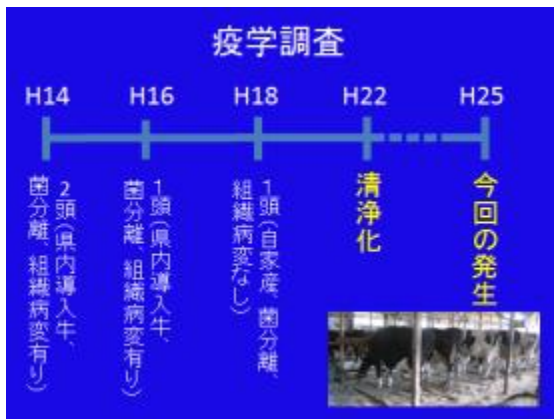 疫学調査
H14
H16
H18
H22
H25
2頭(県内導入牛、
菌分離、組織病変有り)
1頭(県内導入牛、
菌分離、組織病変有り)
1頭(自家産、菌分離、
組織病変なし)
清浄化
今回の発生